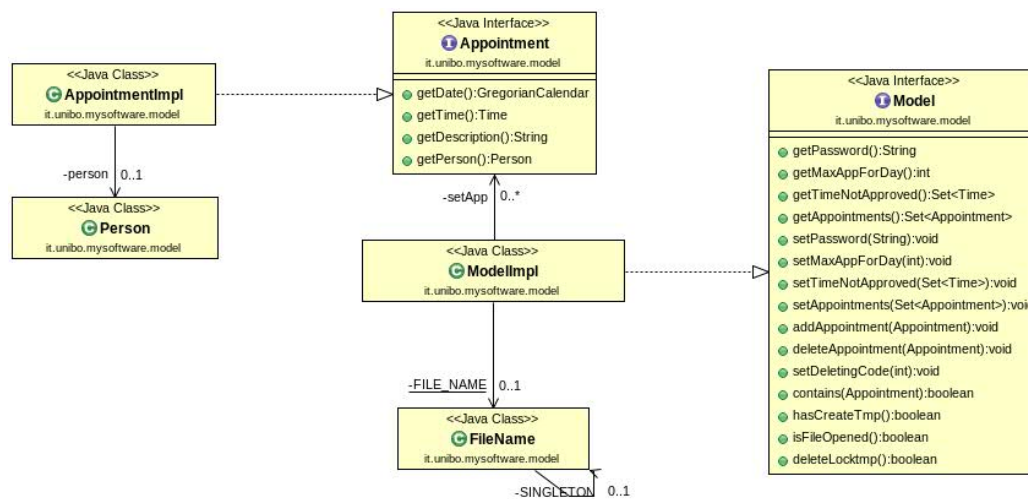 <<Java Interface>>
Appointment
it.unibo.mysoftware.model
getDate():GregorianCalendar
getTime():Time
getDescription():String
getPerson():Person
<<Java Class>>
AppointmentImpl
it.unibo.mysoftware.model
-person 0..1
<<Java Class>>
Person
it.unibo.mysoftware.model
-setApp 0..*
<<Java Class>>
ModelImpl
it.unibo.mysoftware.model
-FILE_NAME 0..1
<<Java Class>>
FileName
it.unibo.mysoftware.model
-SINGLETON 0..1
<<Java Interface>>
Model
it.unibo.mysoftware.model
getPassword():String
getMaxAppForDay():int
getTimeNotApproved():Set<Time>
getAppointments():Set<Appointment>
setPassword(String):void
setMaxAppForDay(int):void
setTimeNotApproved(Set<Time>):void
setAppointments(Set<Appointment>):voi
addAppointment(Appointment):void
deleteAppointment(Appointment):void
setDeletingCode(int):void
contains(Appointment):boolean
hasCreateTmp():boolean
isFileOpened():boolean
deleteLocktmp():boolean